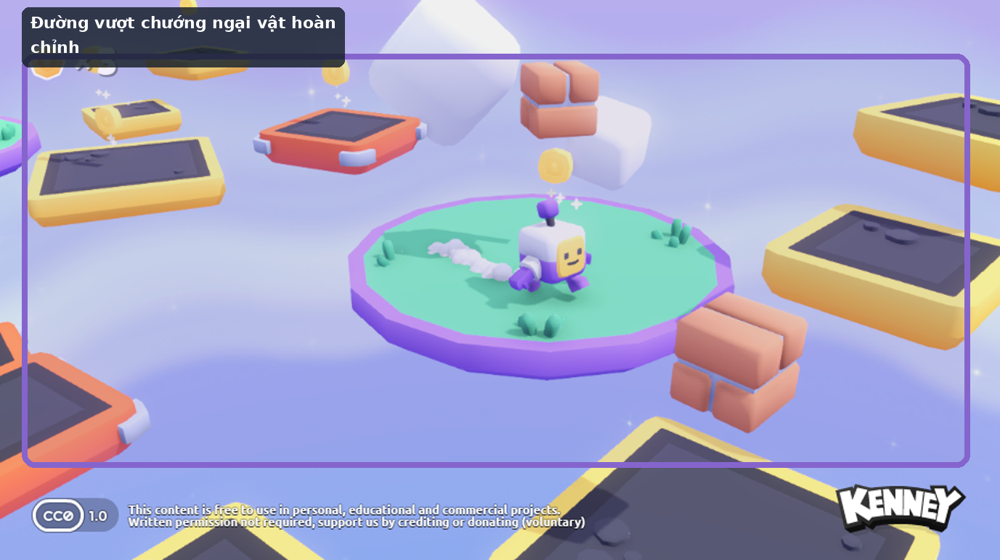 Đường vượt chướng ngại vật hoàn
chỉnh
CC0 1.0
This content is free to use in personal, educational and commercial projects.
Written permission not required, support us by crediting or donating (voluntary)
KENNEY